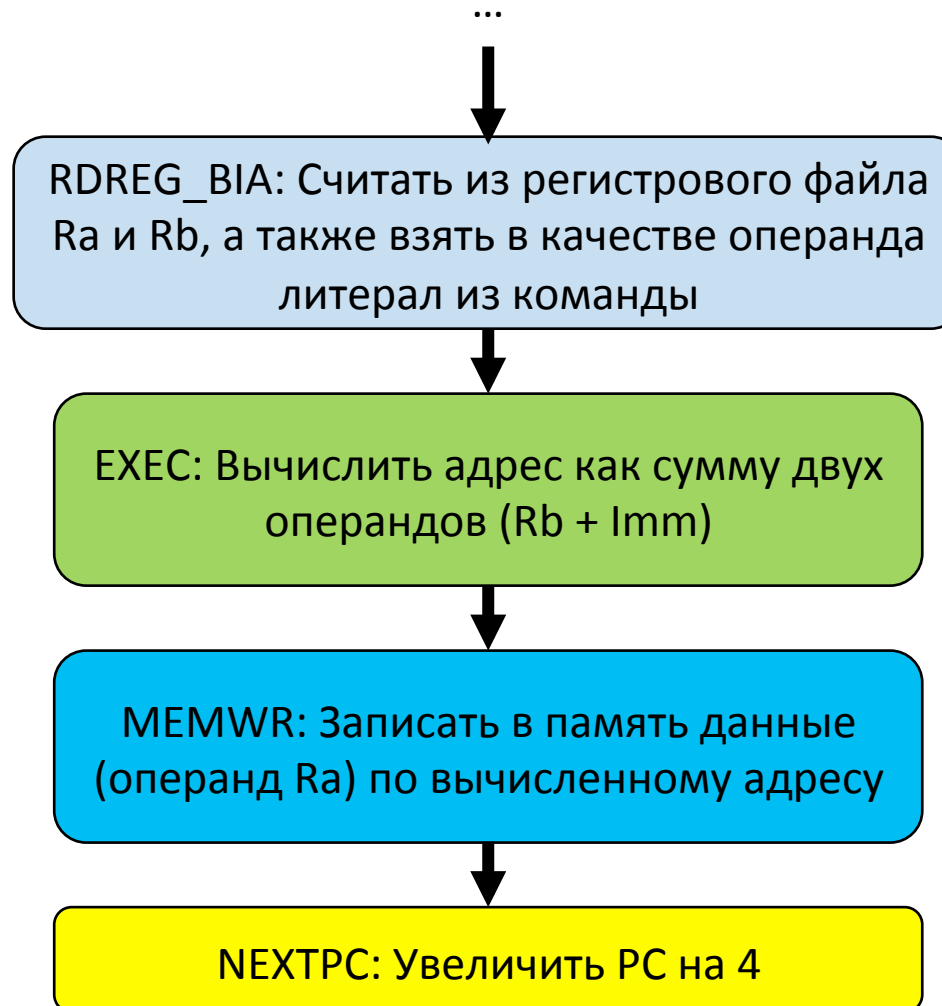 ...
RDREG_BIA: Считать из регистрового файла
Ra и Rb, а также взять в качестве операнда
литерал из команды
EXEC: Вычислить адрес как сумму двух
операндов (Rb + Imm)
MEMWR: Записать в память данные
(операнд Ra) по вычисленному адресу
NEXTPC: Увеличить PC на 4